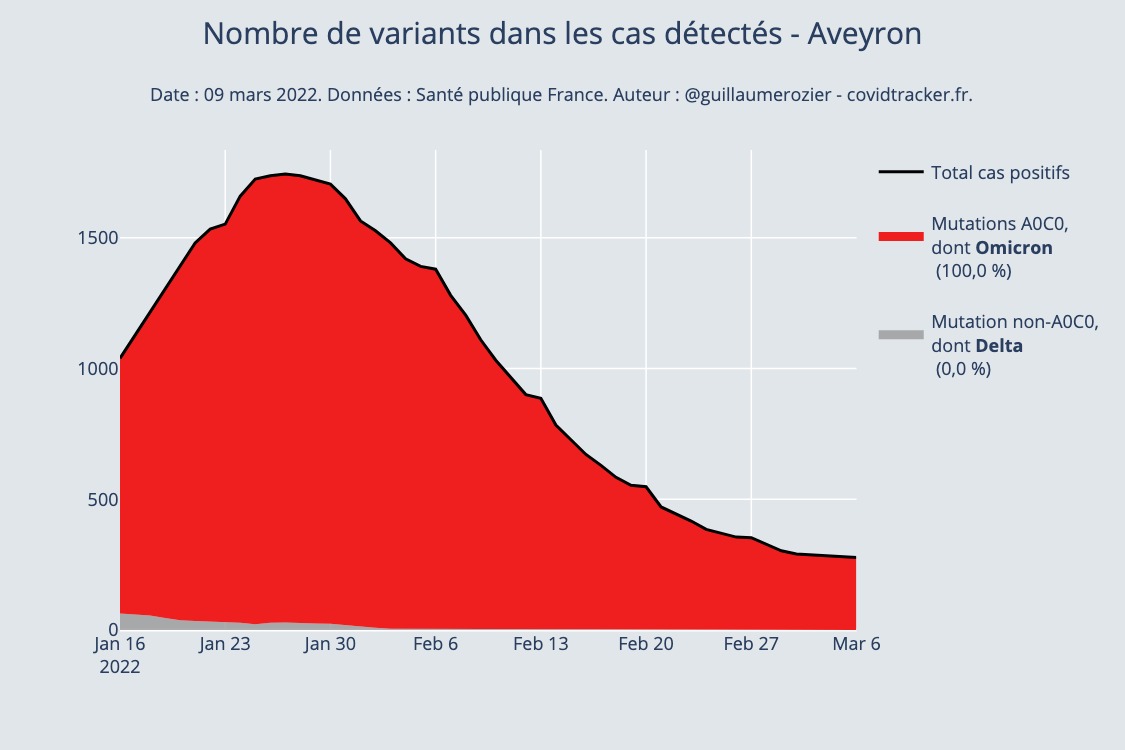 Nombre de variants dans les cas détectés - Aveyron
Date : 09 mars 2022. Données : Santé publique France. Auteur : @guillaumerozier - covidtracker.fr.
Total cas positifs
Mutations A0C0,
dont Omicron
(100,0 %)
Mutation non-A0C0,
dont Delta
(0,0 %)
1500
1000
500
0
Jan 16 Jan 23 Jan 30 Feb 6 Feb 13 Feb 20 Feb 27 Mar 6
2022